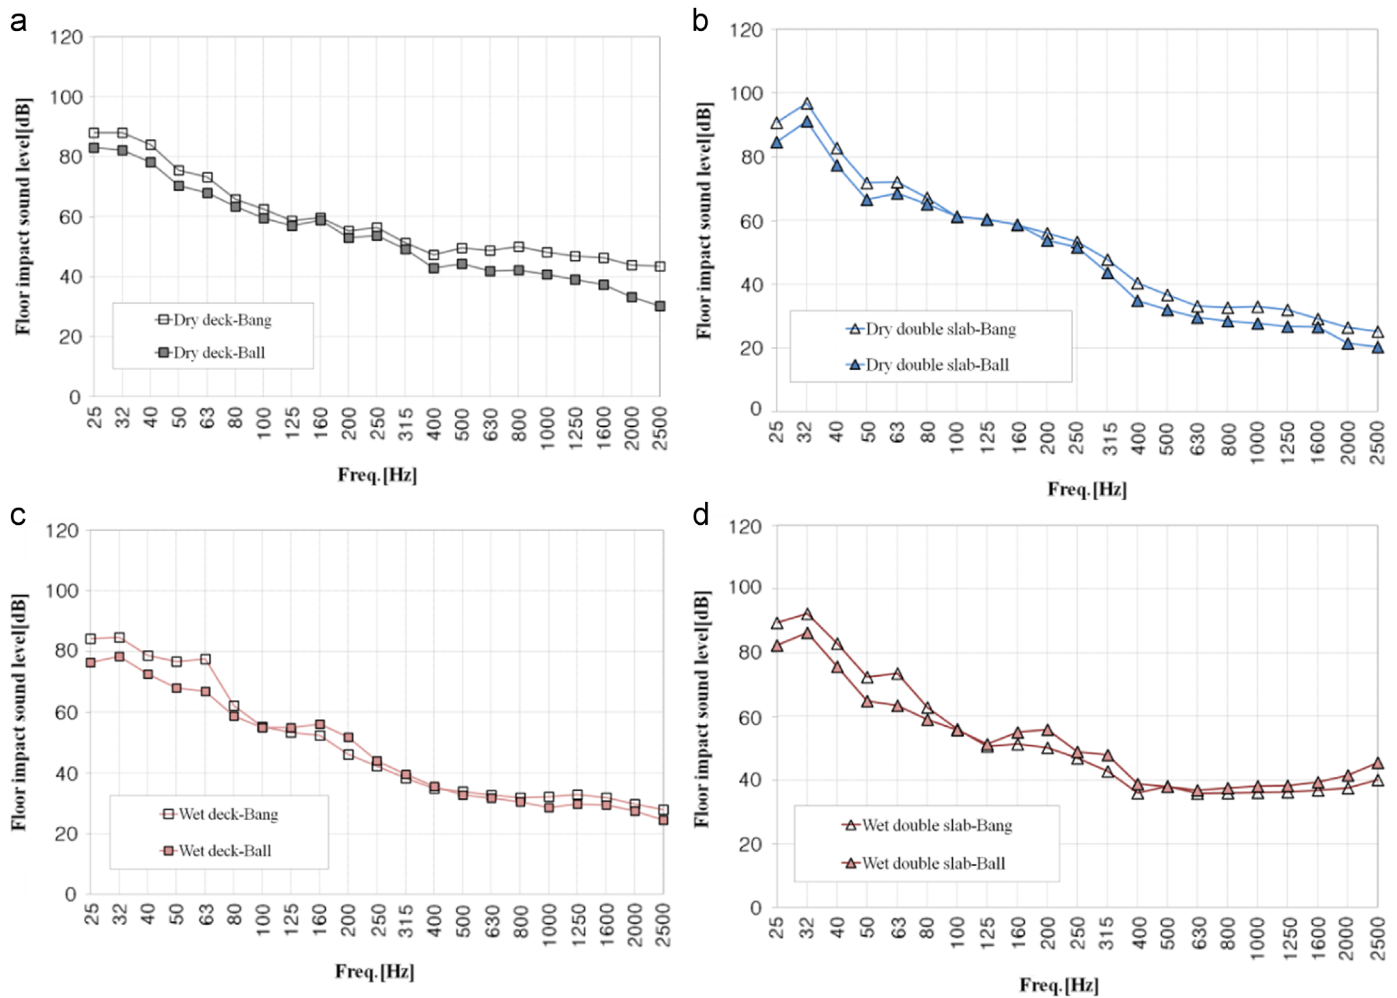 a
Floor impact sound level[dB]
120
100
80
60
40
20
0
Dry deck-Bang
Dry deck-Ball
25 32 40 50 63 80 100 125 160 200 250 315 400 500 630 800 1000 1250 1600 2000 2500
Freq.[Hz]
b
Floor impact sound level[dB]
120
100
80
60
40
20
0
Dry double slab-Bang
Dry double slab-Ball
25 32 40 50 63 80 100 125 160 200 250 315 400 500 630 800 1000 1250 1600 2000 2500
Freq.[Hz]
c
Floor impact sound level[dB]
120
100
80
60
40
20
0
Wet deck-Bang
Wet deck-Ball
25 32 40 50 63 80 100 125 160 200 250 315 400 500 630 800 1000 1250 1600 2000 2500
Freq.[Hz]
d
Floor impact sound level[dB]
120
100
80
60
40
20
0
Wet double slab-Bang
Wet double slab-Ball
25 32 40 50 63 80 100 125 160 200 250 315 400 500 630 800 1000 1250 1600 2000 2500
Freq.[Hz]